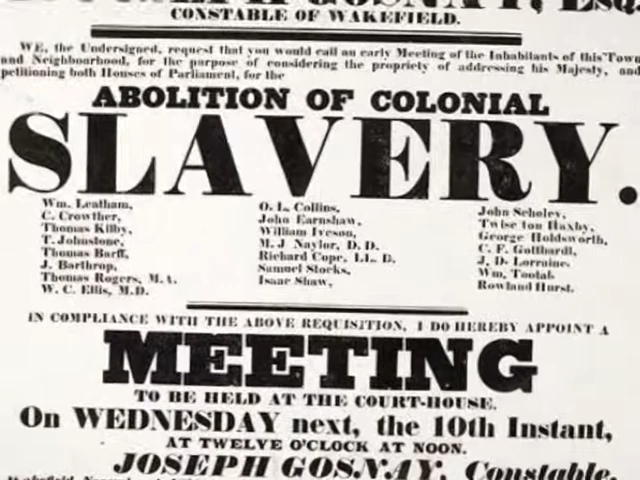 GOSNAY, Esq.
CONSTABLE OF WAKEFIELD.
WE, the Undersigned, request that you would call an early Meeting of the Inhabitants of this Town
and Neighbourhood, for the purpose of considering the propriety of addressing his Majesty, and
petitioning both Houses of Parliament, for the
ABOLITION OF COLONIAL
SLAVERY.
Wm. Leatham,
C. Crowther,
Thomas Kilby,
T. Johnstone,
Thomas Barff,
J. Barthrop,
Thomas Rogers, M.A.
W. C. Ellis, M.D.
O. L. Collins,
John Earnshaw,
William Iveson,
M. J Naylor, D. D.
Richard Cope, LL. D.
Samuel Stocks,
Isaac Shaw,
John Scholey,
Twise ton Haxby,
George Holdsworth,
C. F. Gotthardi,
J. D. Lorraine,
Wm. Tootal,
Rowland Hurst.
IN COMPLIANCE WITH THE ABOVE REQUISITION, I DO HEREBY APPOINT A
MEETING
TO BE HELD AT THE COURT-HOUSE.
On WEDNESDAY next, the 10th Instant,
AT TWELVE O'CLOCK AT NOON.
JOSEPH GOSNAY, Constable.